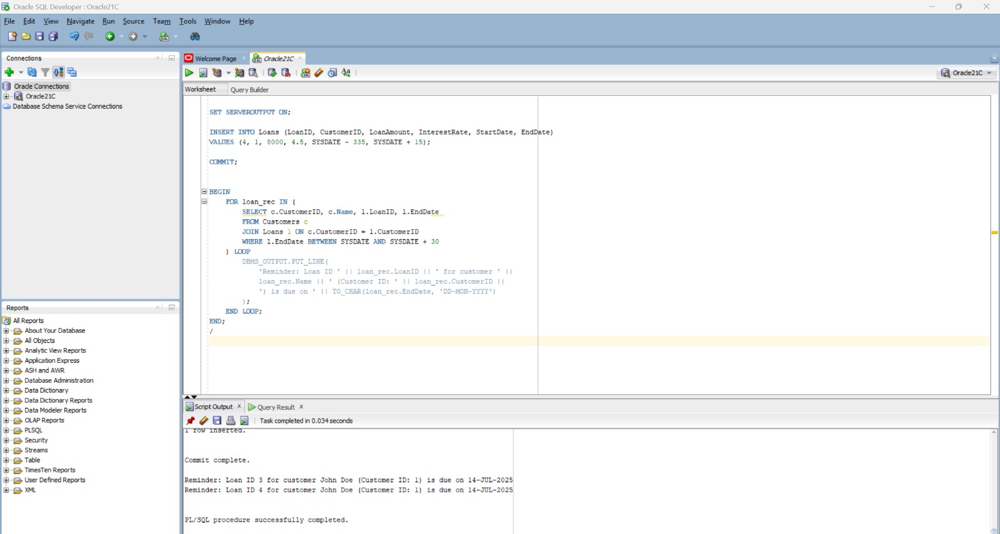 Oracle SQL Developer : Oracle21C
File Edit View Navigate Run Source Team Tools Window Help
Connections
Oracle Connections
Oracle21C
Database Schema Service Connections
Reports
All Reports
About Your Database
All Objects
Analytic View Reports
Application Express
ASH and AWR
Database Administration
Data Dictionary
Data Dictionary Reports
Data Modeler Reports
OLAP Reports
PLSQL
Security
Streams
Table
TimesTen Reports
User Defined Reports
XML
Welcome Page Oracle21C
Oracle21C
Worksheet Query Builder
SET SERVEROUTPUT ON;
INSERT INTO Loans (LoanID, CustomerID, LoanAmount, InterestRate, StartDate, EndDate)
VALUES (4, 1, 8000, 4.5, SYSDATE - 335, SYSDATE + 15);
COMMIT;
BEGIN
FOR loan_rec IN (
SELECT c.CustomerID, c.Name, l.LoanID, l.EndDate
FROM Customers c
JOIN Loans l ON c.CustomerID = l.CustomerID
WHERE l.EndDate BETWEEN SYSDATE AND SYSDATE + 30
) LOOP
DBMS_OUTPUT.PUT_LINE(
'Reminder: Loan ID ' || loan_rec.LoanID || ' for customer ' ||
loan_rec.Name || ' (Customer ID: ' || loan_rec.CustomerID ||
') is due on ' || TO_CHAR(loan_rec.EndDate, 'DD-MON-YYYY')
);
END LOOP;
END;
/
Script Output Query Result
Task completed in 0.034 seconds
1 row inserted.
Commit complete.
Reminder: Loan ID 3 for customer John Doe (Customer ID: 1) is due on 14-JUL-2025
Reminder: Loan ID 4 for customer John Doe (Customer ID: 1) is due on 14-JUL-2025
PL/SQL procedure successfully completed.